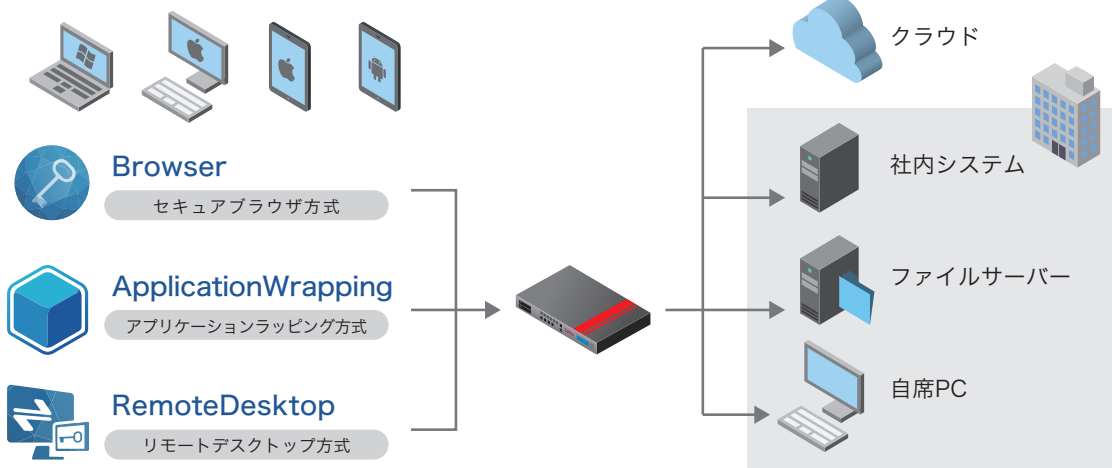 Browser
セキュアブラウザ方式
ApplicationWrapping
アプリケーションラッピング方式
RemoteDesktop
リモートデスクトップ方式
クラウド
社内システム
ファイルサーバー
自席PC